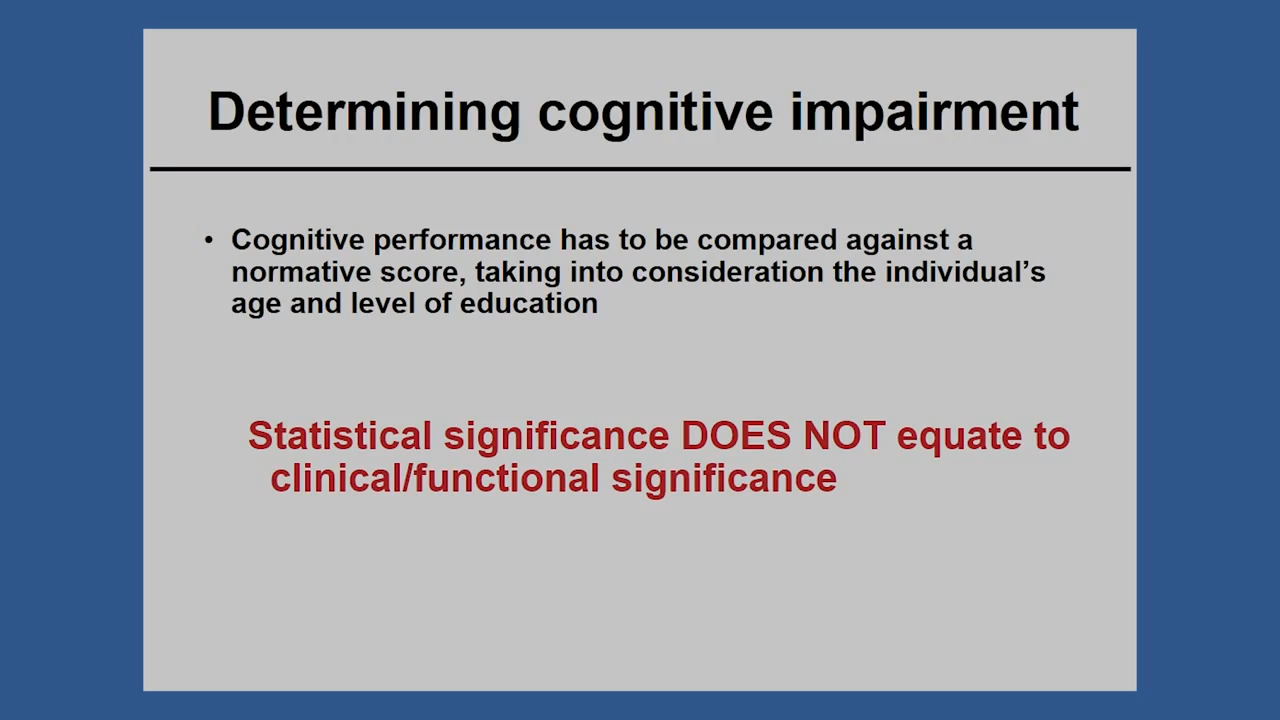 Determining cognitive impairment
• Cognitive performance has to be compared against a
normative score, taking into consideration the individual’s
age and level of education
Statistical significance DOES NOT equate to
clinical/functional significance